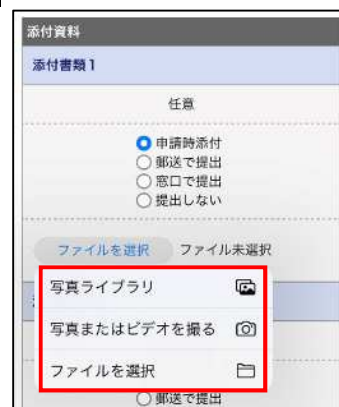 添付資料
添付書類1
任意
申請時添付
郵送で提出
窓口で提出
提出しない
ファイルを選択 ファイル未選択
写真ライブラリ
写真またはビデオを撮る
ファイルを選択
郵送で提出